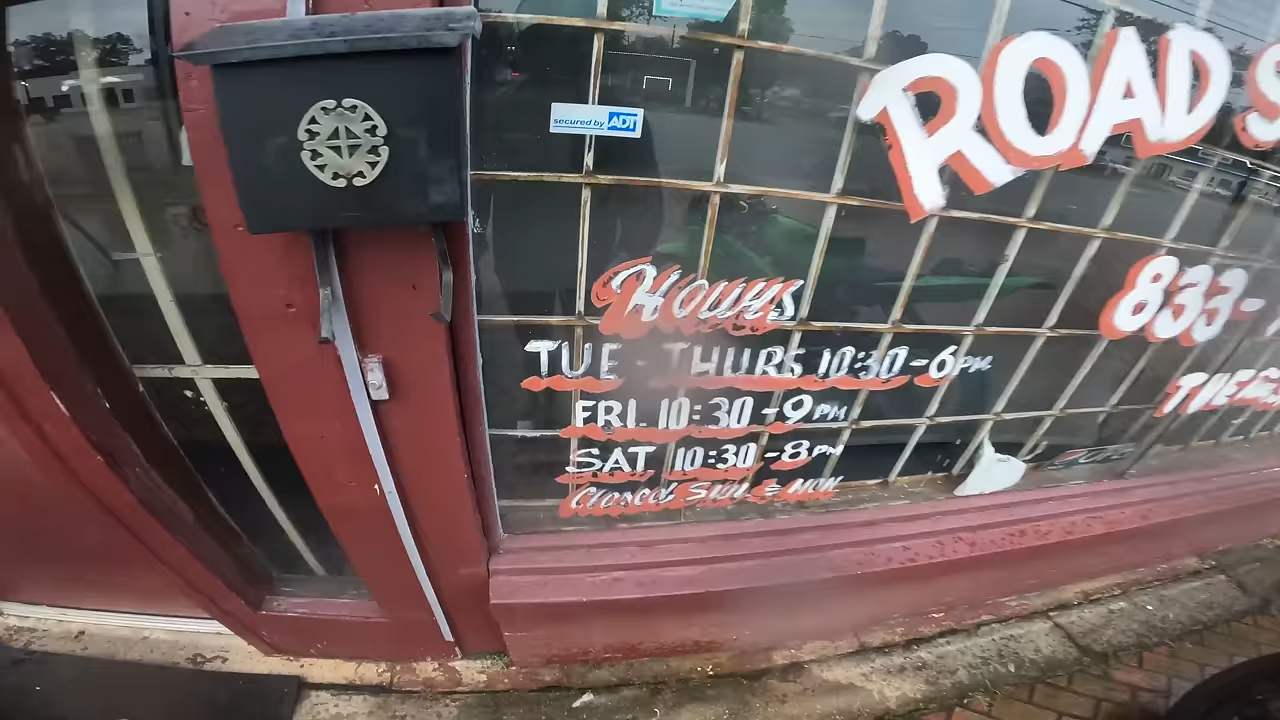 secured by ADT
ROAD S
833-
Hours
TUE - THURS 10:30-6PM
FRI. 10:30-9PM
SAT 10:30-8PM
Closed Sun & Mon